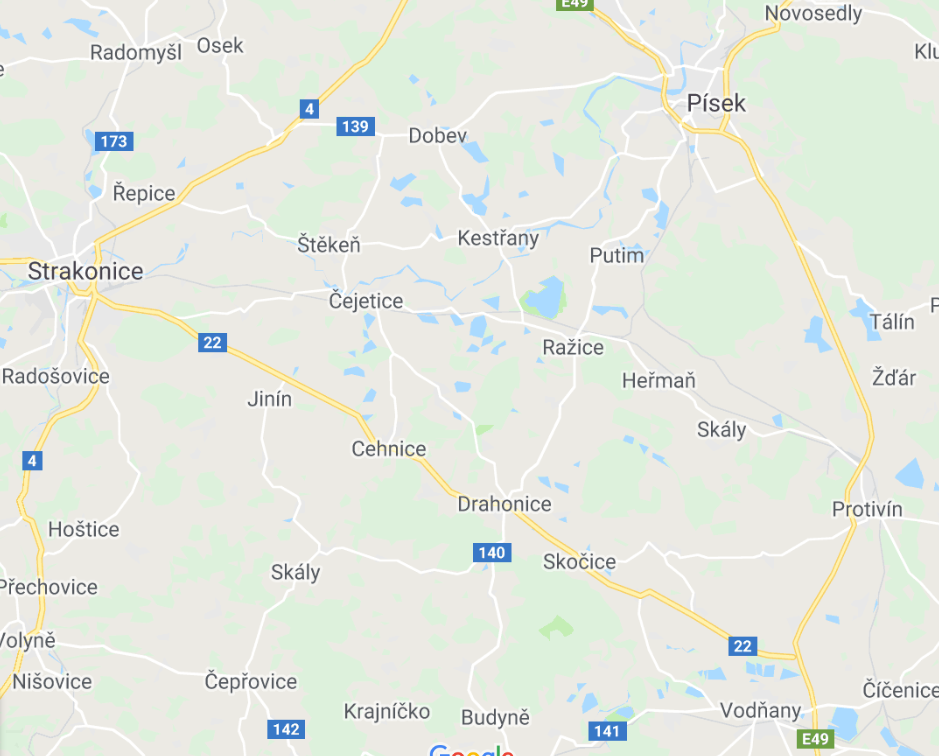 E49
Novosedly
Radomyšl
Osek
Písek
4
139
Dobev
173
Řepice
Štěkeň
Kestřany
Putim
Strakonice
Čejetice
Tálín
22
Ražice
Radošovice
Heřmaň
Žďár
Jinín
Skály
Cehnice
4
Drahonice
Protivín
Hoštice
140
Skočice
Skály
Přechovice
Volyně
22
Nišovice
Čepřovice
Číčenice
Krajníčko
Budyně
Vodňany
142
141
E49
Google